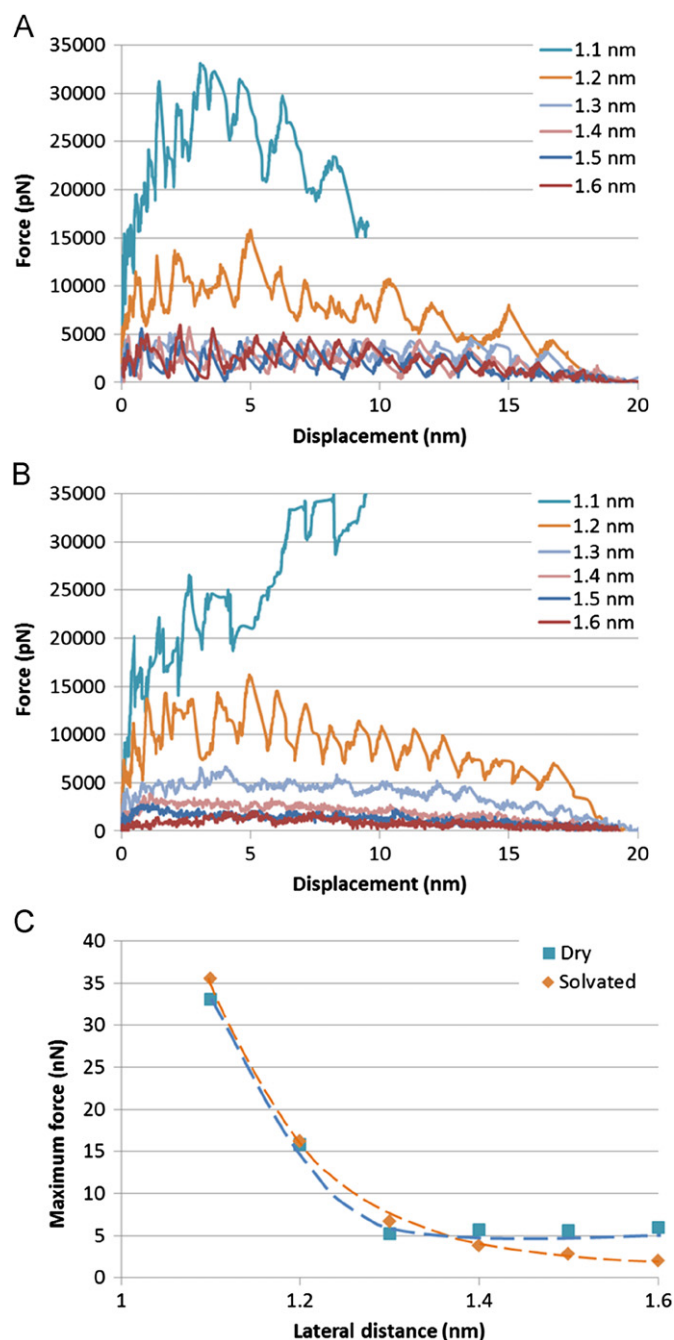 A
35000
30000
25000
20000
15000
10000
5000
0
Force (pN)
0 5 10 15 20
Displacement (nm)
1.1 nm
1.2 nm
1.3 nm
1.4 nm
1.5 nm
1.6 nm
B
35000
30000
25000
20000
15000
10000
5000
0
Force (pN)
0 5 10 15 20
Displacement (nm)
1.1 nm
1.2 nm
1.3 nm
1.4 nm
1.5 nm
1.6 nm
C
40
35
30
25
20
15
10
5
0
Maximum force (nN)
1 1.2 1.4 1.6
Lateral distance (nm)
Dry
Solvated